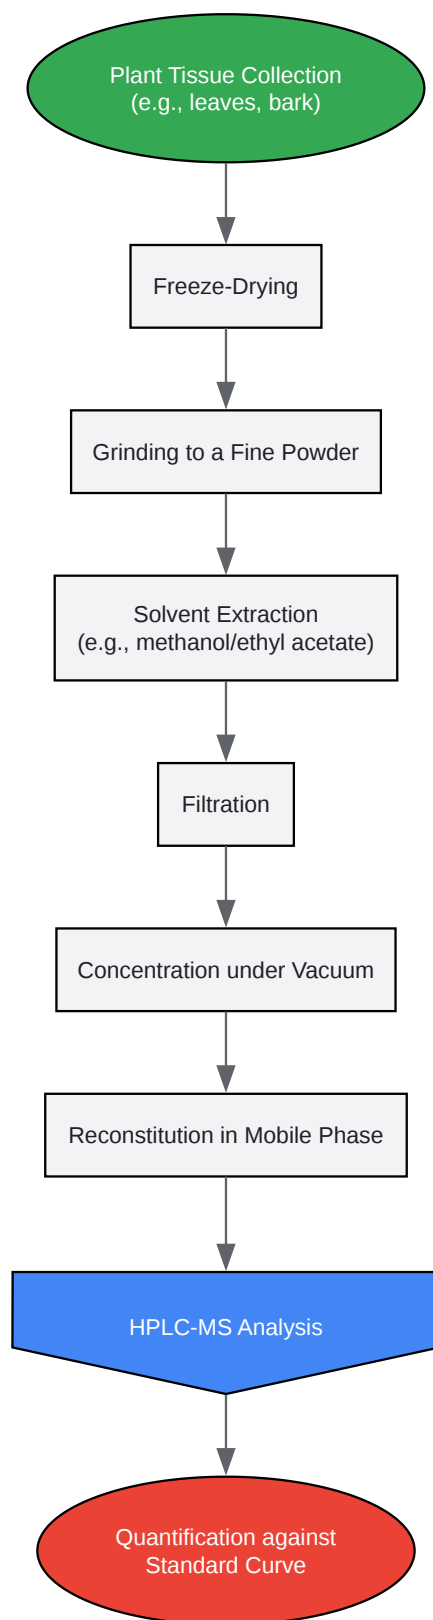 Plant Tissue Collection
(e.g., leaves, bark)
Freeze-Drying
Grinding to a Fine Powder
Solvent Extraction
(e.g., methanol/ethyl acetate)
Filtration
Concentration under Vacuum
Reconstitution in Mobile Phase
HPLC-MS Analysis
Quantification against
Standard Curve